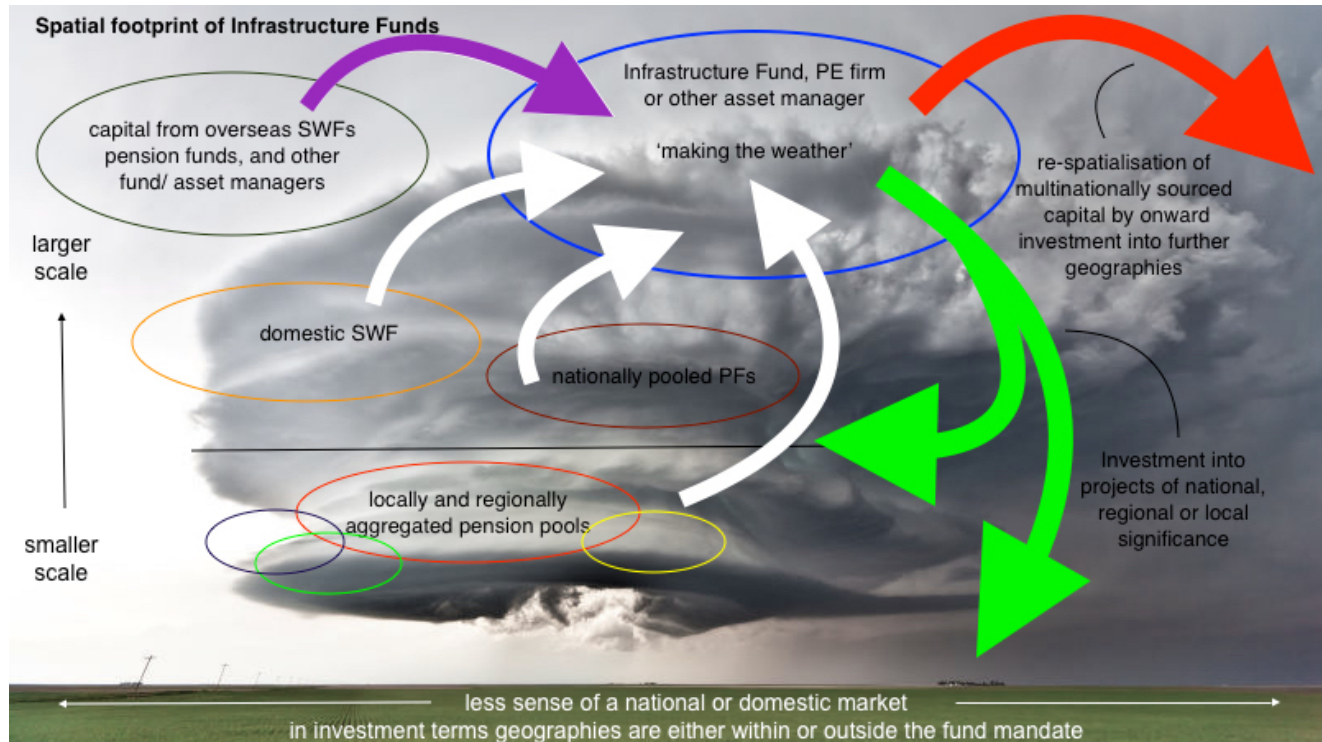 Spatial footprint of Infrastructure Funds
capital from overseas SWFs
pension funds, and other
fund/ asset managers
Infrastructure Fund, PE firm
or other asset manager
'making the weather'
re-spatialisation of
multinationally sourced
capital by onward
investment into further
geographies
larger
scale
domestic SWF
nationally pooled PFs
locally and regionally
aggregated pension pools
Investment into
projects of national,
regional or local
significance
smaller
scale
less sense of a national or domestic market
in investment terms geographies are either within or outside the fund mandate